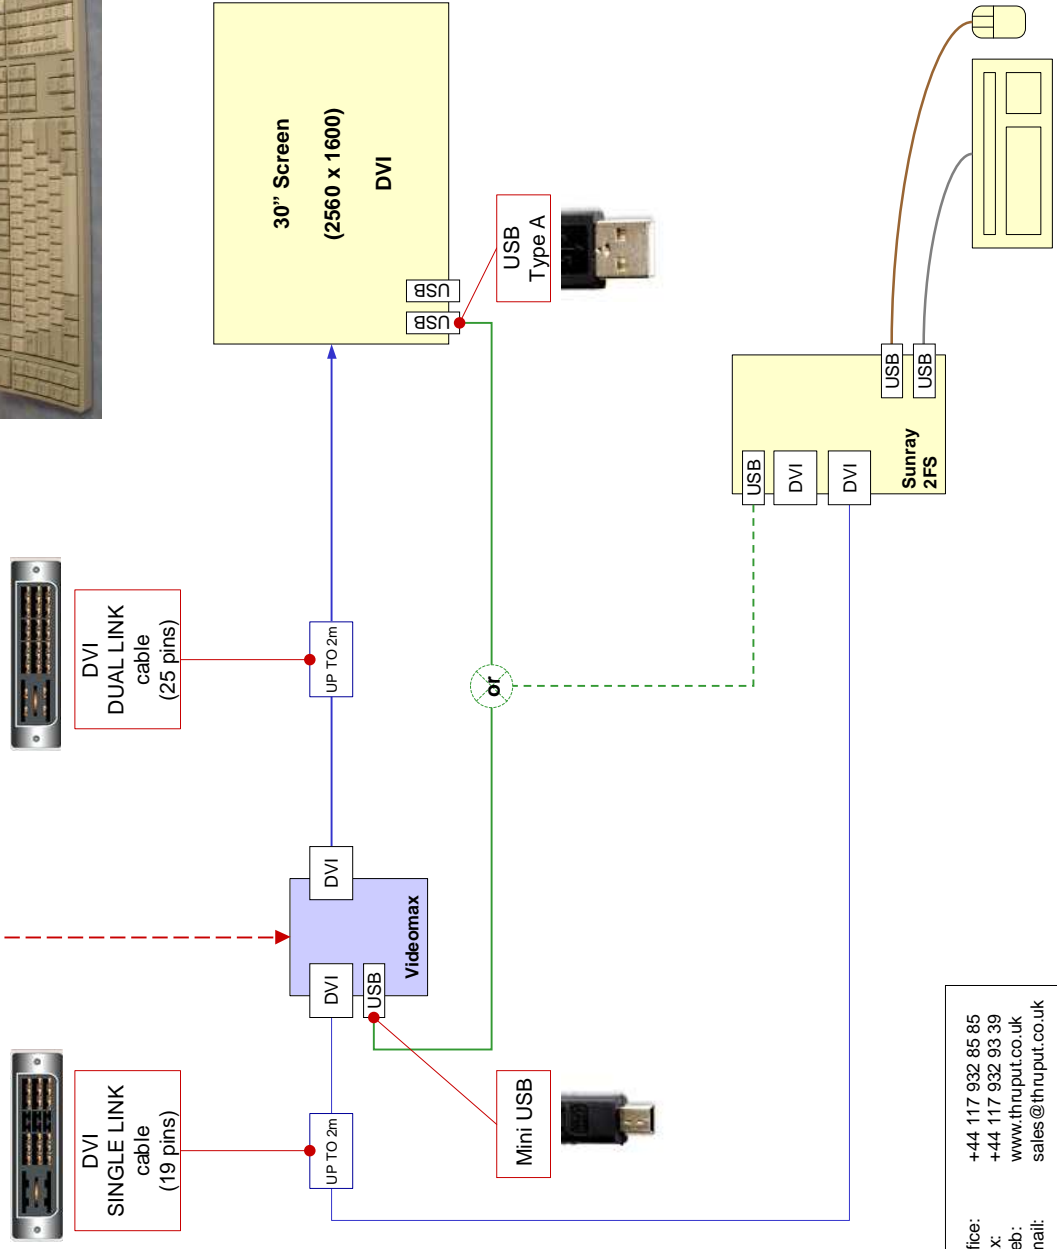 30” Screen
(2560 x 1600)
DVI
USB
USB
USB
Type A
DVI
DUAL LINK
cable
(25 pins)
UP TO 2m
or
DVI
Videomax
DVI
USB
DVI
SINGLE LINK
cable
(19 pins)
UP TO 2m
Mini USB
USB
USB
USB
DVI
DVI
Sunray
2FS
+44 117 932 85 85
+44 117 932 93 39
www.thruput.co.uk
sales@thruput.co.uk
fice:
x:
eb:
nail: